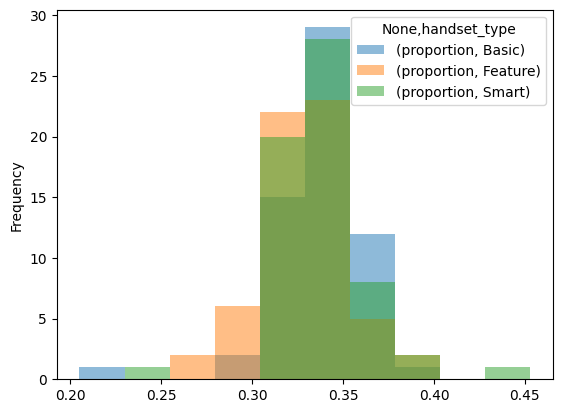 None,handset_type
(proportion, Basic)
(proportion, Feature)
(proportion, Smart)
Frequency
30
25
20
15
10
5
0
0.20 0.25 0.30 0.35 0.40 0.45